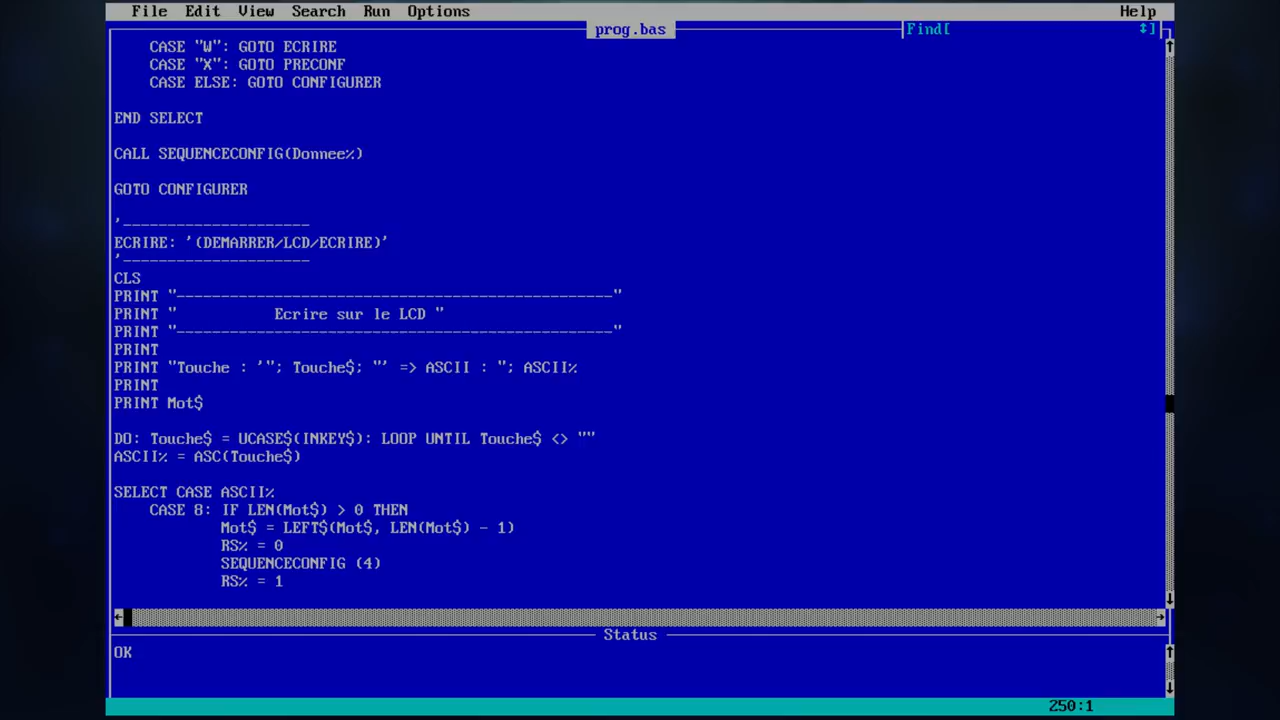 File Edit View Search Run Options Help
prog.bas Find[ ↕]
CASE "W": GOTO ECRIRE
CASE "X": GOTO PRECONF
CASE ELSE: GOTO CONFIGURER
END SELECT
CALL SEQUENCECONFIG(Donnee%)
GOTO CONFIGURER
'_____________________
ECRIRE: '(DEMARRER/LCD/ECRIRE)'
'_____________________
CLS
PRINT "-------------------------------------------------"
PRINT "           Ecrire sur le LCD "
PRINT "-------------------------------------------------"
PRINT
PRINT "Touche : '"; Touche$; "' => ASCII : "; ASCII%
PRINT
PRINT Mot$
DO: Touche$ = UCASE$(INKEY$): LOOP UNTIL Touche$ <> ""
ASCII% = ASC(Touche$)
SELECT CASE ASCII%
CASE 8: IF LEN(Mot$) > 0 THEN
Mot$ = LEFT$(Mot$, LEN(Mot$) - 1)
RS% = 0
SEQUENCECONFIG (4)
RS% = 1
Status
OK
250:1